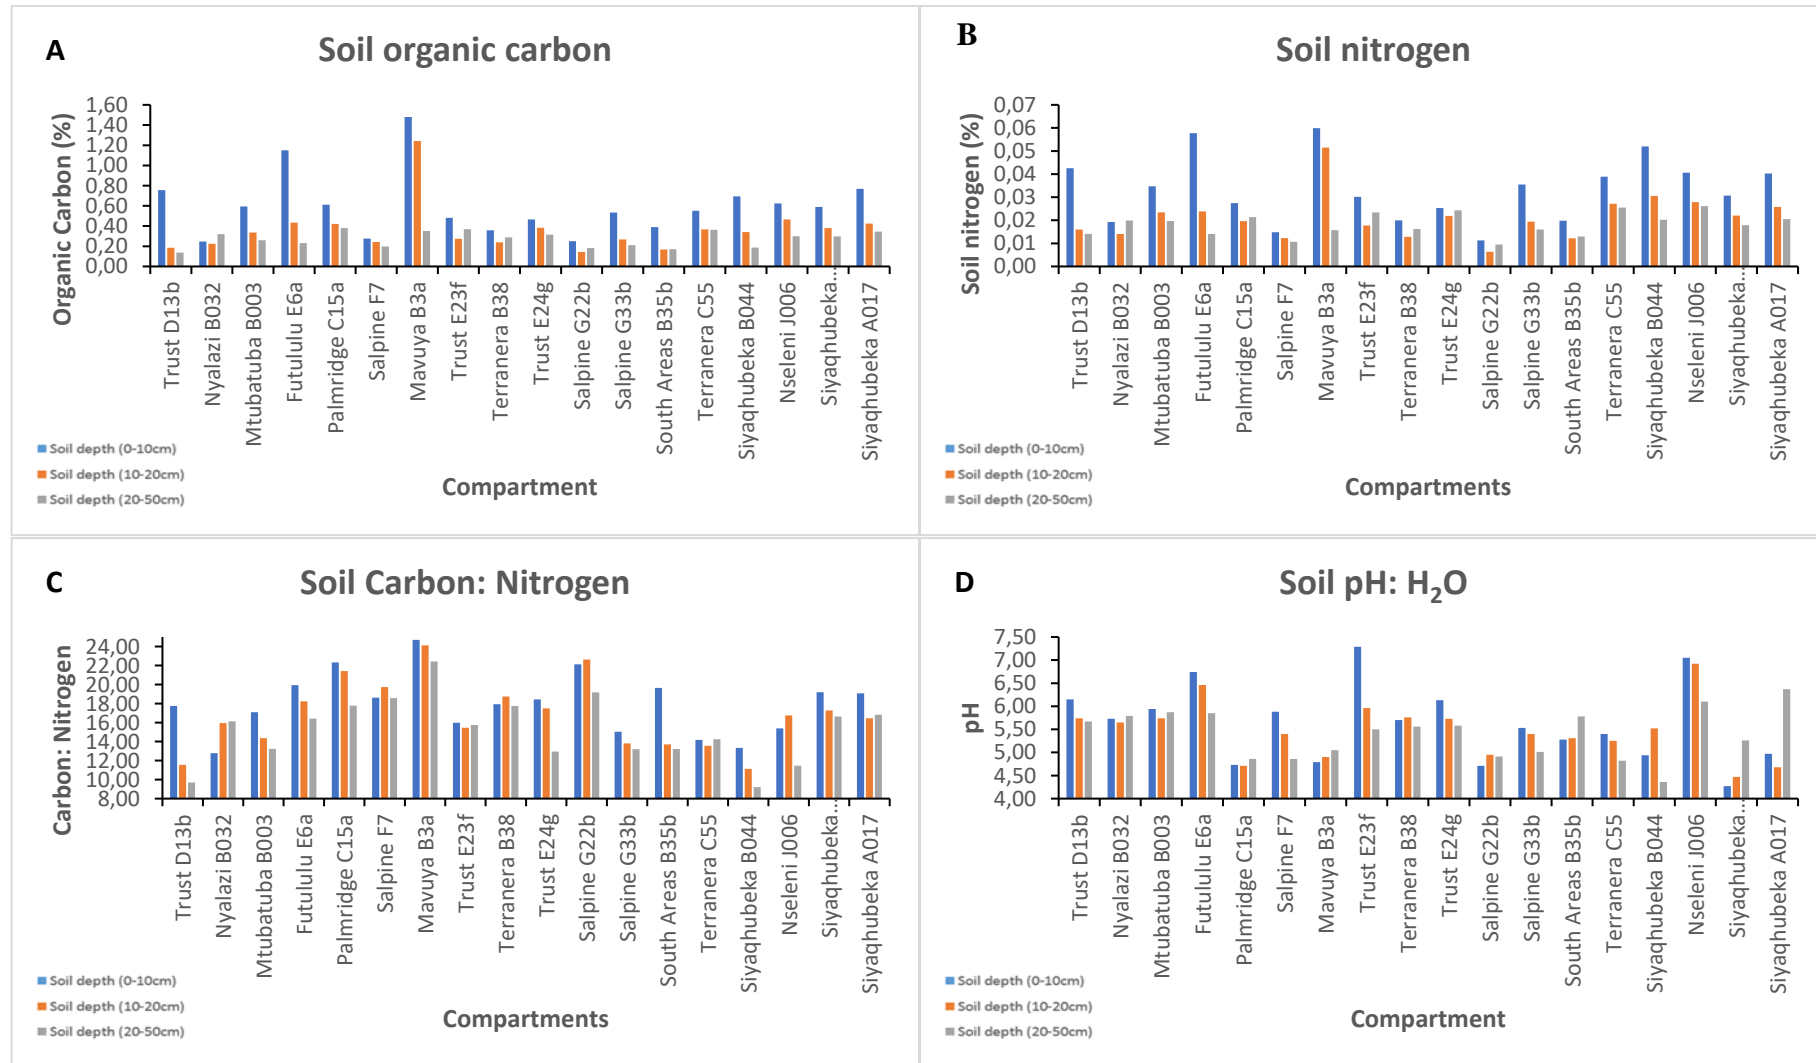 A
Soil organic carbon
Organic Carbon (%)
1,60
1,40
1,20
1,00
0,80
0,60
0,40
0,20
0,00
Trust D13b
Nyalazi B032
Mtubatuba B003
Futululu E6a
Palmridge C15a
Salpine F7
Mavuya B3a
Trust E23f
Terranera B38
Trust E24g
Salpine G22b
Salpine G33b
South Areas B35b
Terranera C55
Siyaqhubeka B044
Nseleni J006
Siyaqhubeka...
Siyaqhubeka A017
Soil depth (0-10cm)
Soil depth (10-20cm)
Soil depth (20-50cm)
Compartment
B
Soil nitrogen
Soil nitrogen (%)
0,07
0,06
0,05
0,04
0,03
0,02
0,01
0,00
Trust D13b
Nyalazi B032
Mtubatuba B003
Futululu E6a
Palmridge C15a
Salpine F7
Mavuya B3a
Trust E23f
Terranera B38
Trust E24g
Salpine G22b
Salpine G33b
South Areas B35b
Terranera C55
Siyaqhubeka B044
Nseleni J006
Siyaqhubeka...
Siyaqhubeka A017
Soil depth (0-10cm)
Soil depth (10-20cm)
Soil depth (20-50cm)
Compartments
C
Soil Carbon: Nitrogen
Carbon: Nitrogen
24,00
22,00
20,00
18,00
16,00
14,00
12,00
10,00
8,00
Trust D13b
Nyalazi B032
Mtubatuba B003
Futululu E6a
Palmridge C15a
Salpine F7
Mavuya B3a
Trust E23f
Terranera B38
Trust E24g
Salpine G22b
Salpine G33b
South Areas B35b
Terranera C55
Siyaqhubeka B044
Nseleni J006
Siyaqhubeka...
Siyaqhubeka A017
Soil depth (0-10cm)
Soil depth (10-20cm)
Soil depth (20-50cm)
Compartments
D
Soil pH: H₂O
pH
7,50
7,00
6,50
6,00
5,50
5,00
4,50
4,00
Trust D13b
Nyalazi B032
Mtubatuba B003
Futululu E6a
Palmridge C15a
Salpine F7
Mavuya B3a
Trust E23f
Terranera B38
Trust E24g
Salpine G22b
Salpine G33b
South Areas B35b
Terranera C55
Siyaqhubeka B044
Nseleni J006
Siyaqhubeka...
Siyaqhubeka A017
Soil depth (0-10cm)
Soil depth (10-20cm)
Soil depth (20-50cm)
Compartment